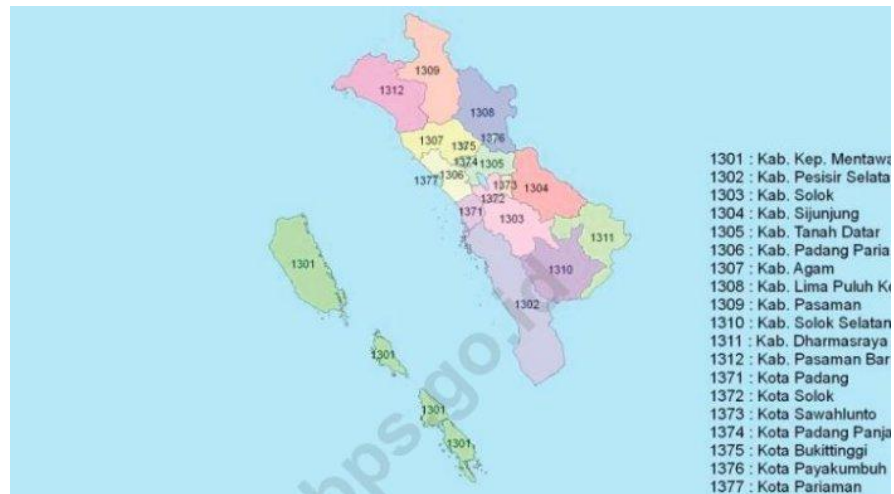 1309
1312
1308
1307
1375
1376
1374
1305
1377
1306
1373
1304
1372
1371
1303
1311
1301
1310
1302
1301
1301
1301
bps.go.id
1301 : Kab. Kep. Mentawa
1302 : Kab. Pesisir Selata
1303 : Kab. Solok
1304 : Kab. Sijunjung
1305 : Kab. Tanah Datar
1306 : Kab. Padang Paria
1307 : Kab. Agam
1308 : Kab. Lima Puluh Ko
1309 : Kab. Pasaman
1310 : Kab. Solok Selatan
1311 : Kab. Dharmasraya
1312 : Kab. Pasaman Bar
1371 : Kota Padang
1372 : Kota Solok
1373 : Kota Sawahlunto
1374 : Kota Padang Panja
1375 : Kota Bukittinggi
1376 : Kota Payakumbuh
1377 : Kota Pariaman